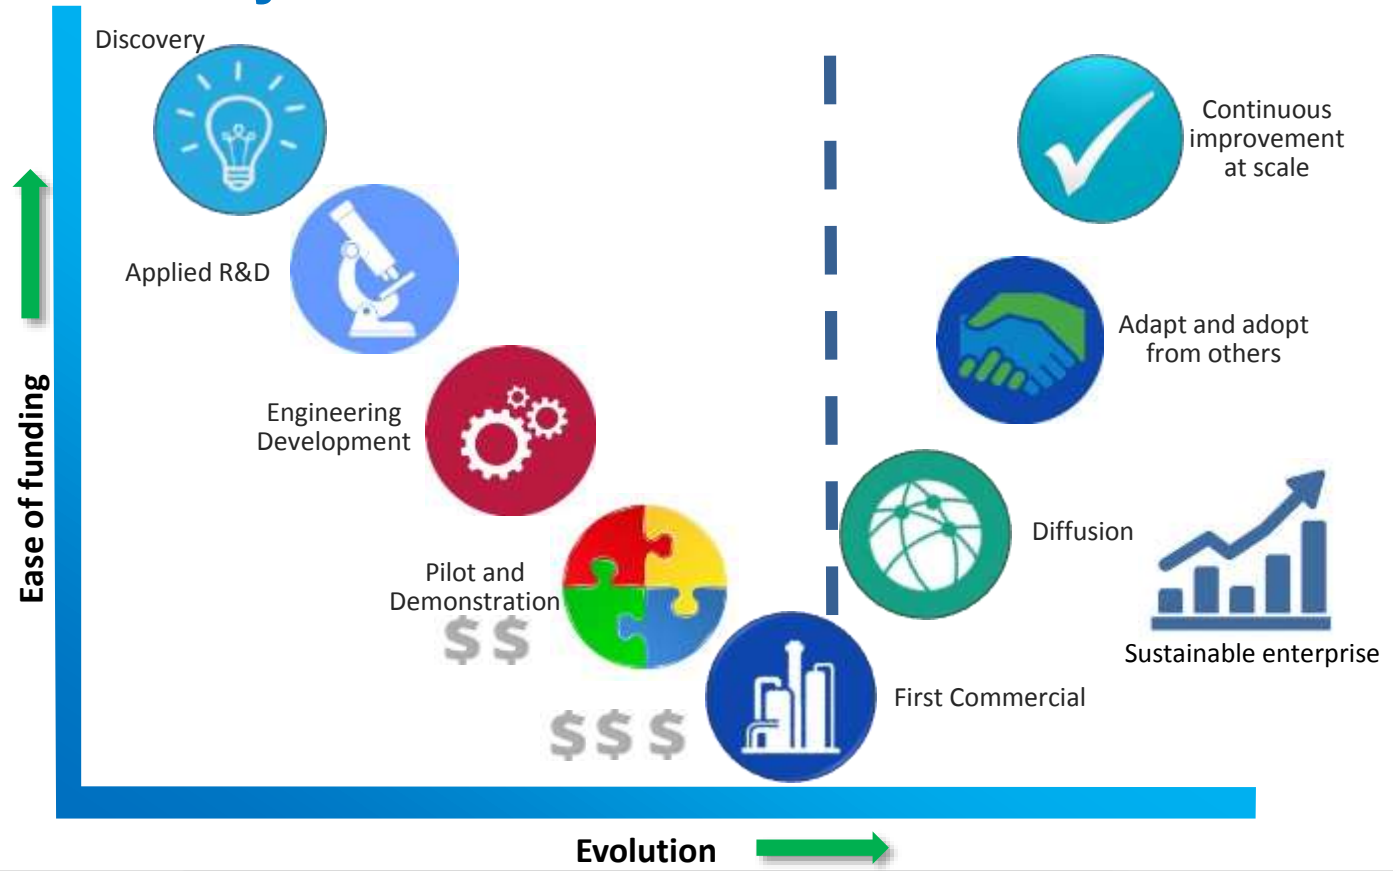 Discovery
Continuous
improvement
at scale
Applied R&D
Adapt and adopt
from others
Engineering
Development
Diffusion
Pilot and
Demonstration
$ $
Sustainable enterprise
First Commercial
$ $ $
Ease of funding
Evolution